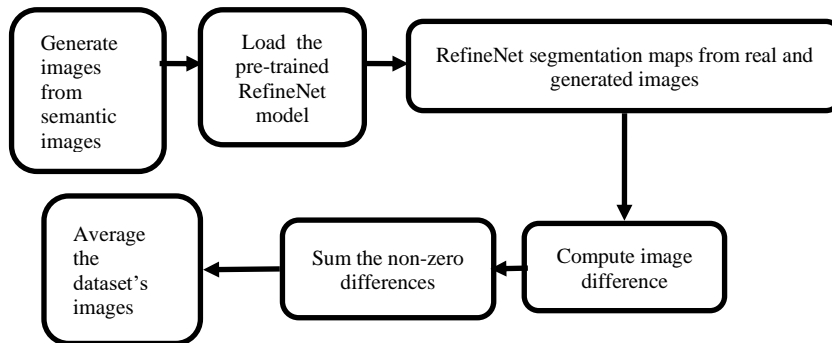 Generate
images
from
semantic
images
Load the
pre-trained
RefineNet
model
RefineNet segmentation maps from real and
generated images
Compute image
difference
Sum the non-zero
differences
Average
the
dataset's
images